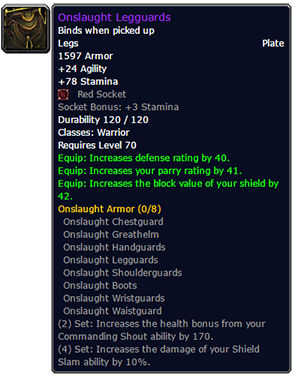 Onslaught Legguards
Binds when picked up
Legs Plate
1597 Armor
+24 Agility
+78 Stamina
Red Socket
Socket Bonus: +3 Stamina
Durability 120 / 120
Classes: Warrior
Requires Level 70
Equip: Increases defense rating by 40.
Equip: Increases your parry rating by 41.
Equip: Increases the block value of your shield by
42.
Onslaught Armor (0/8)
Onslaught Chestguard
Onslaught Greathelm
Onslaught Handguards
Onslaught Legguards
Onslaught Shoulderguards
Onslaught Boots
Onslaught Wristguards
Onslaught Waistguard
(2) Set: Increases the health bonus from your
Commanding Shout ability by 170.
(4) Set: Increases the damage of your Shield
Slam ability by 10%.